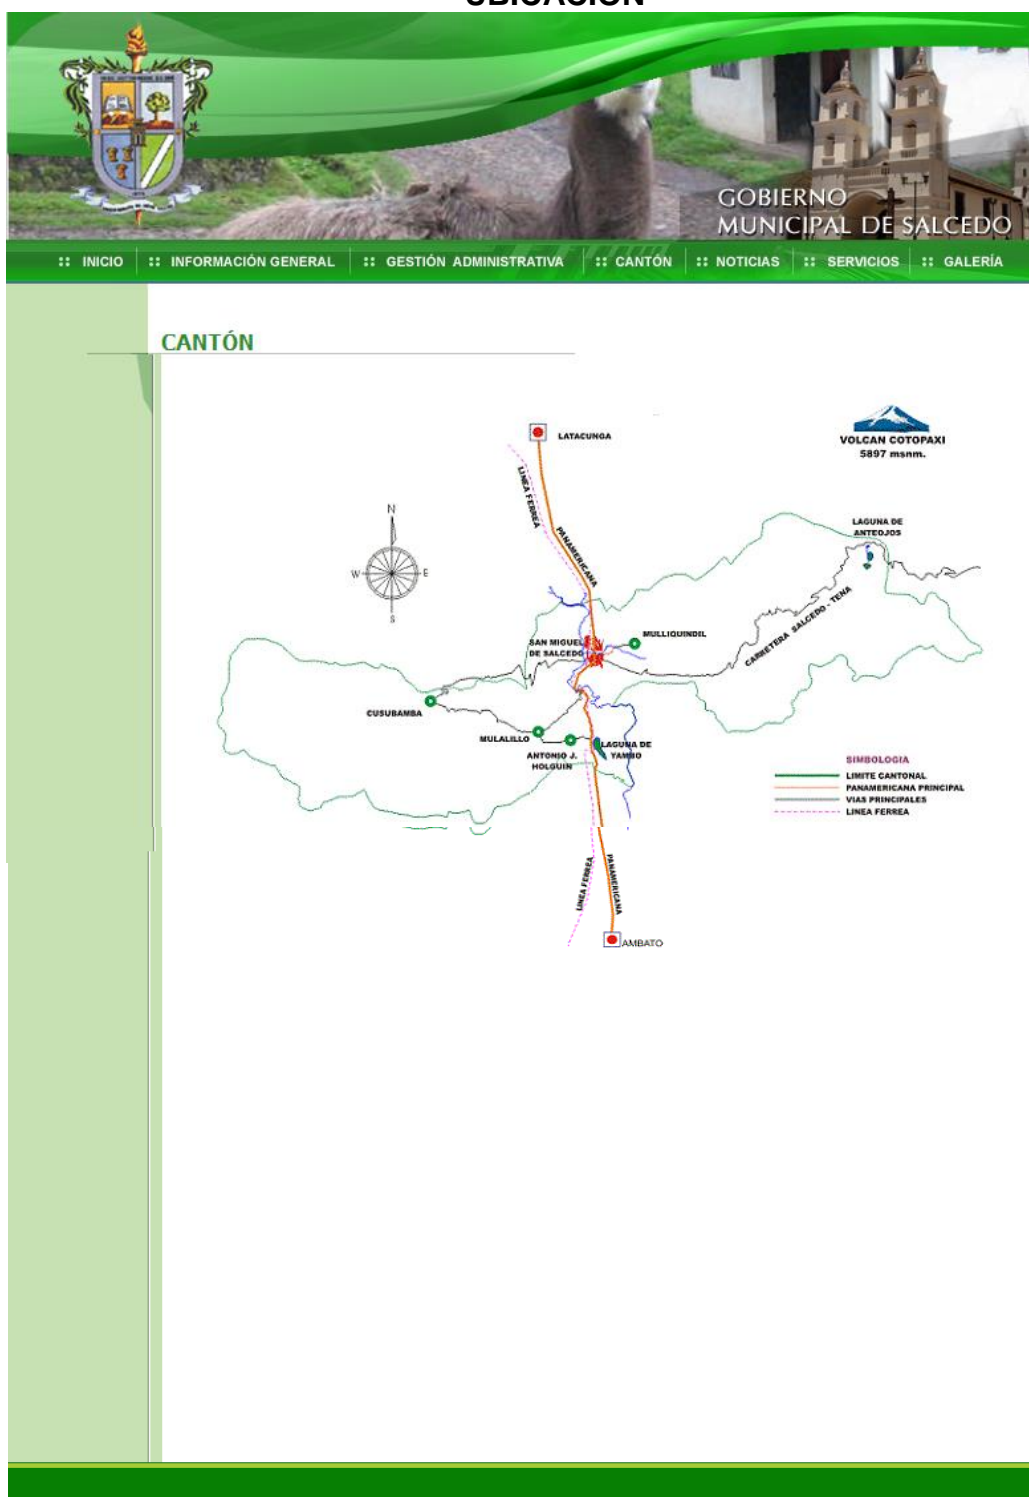 UBICACIÓN
GOBIERNO
MUNICIPAL DE SALCEDO
:: INICIO :: INFORMACIÓN GENERAL :: GESTIÓN ADMINISTRATIVA :: CANTÓN :: NOTICIAS :: SERVICIOS :: GALERÍA
CANTÓN
LATACUNGA
VOLCAN COTOPAXI
5897 msnm.
LINEA FERREA
PANAMERICANA
N
W
E
S
LAGUNA DE
ANTEOJOS
CARRETERA SALCEDO - TENA
MULLIQUINDIL
SAN MIGUEL
DE SALCEDO
CUSUBAMBA
MULALILLO
ANTONIO J.
HOLGUIN
LAGUNA DE
YAMBO
SIMBOLOGIA
LIMITE CANTONAL
PANAMERICANA PRINCIPAL
VIAS PRINCIPALES
LINEA FERREA
LINEA FERREA
PANAMERICANA
AMBATO